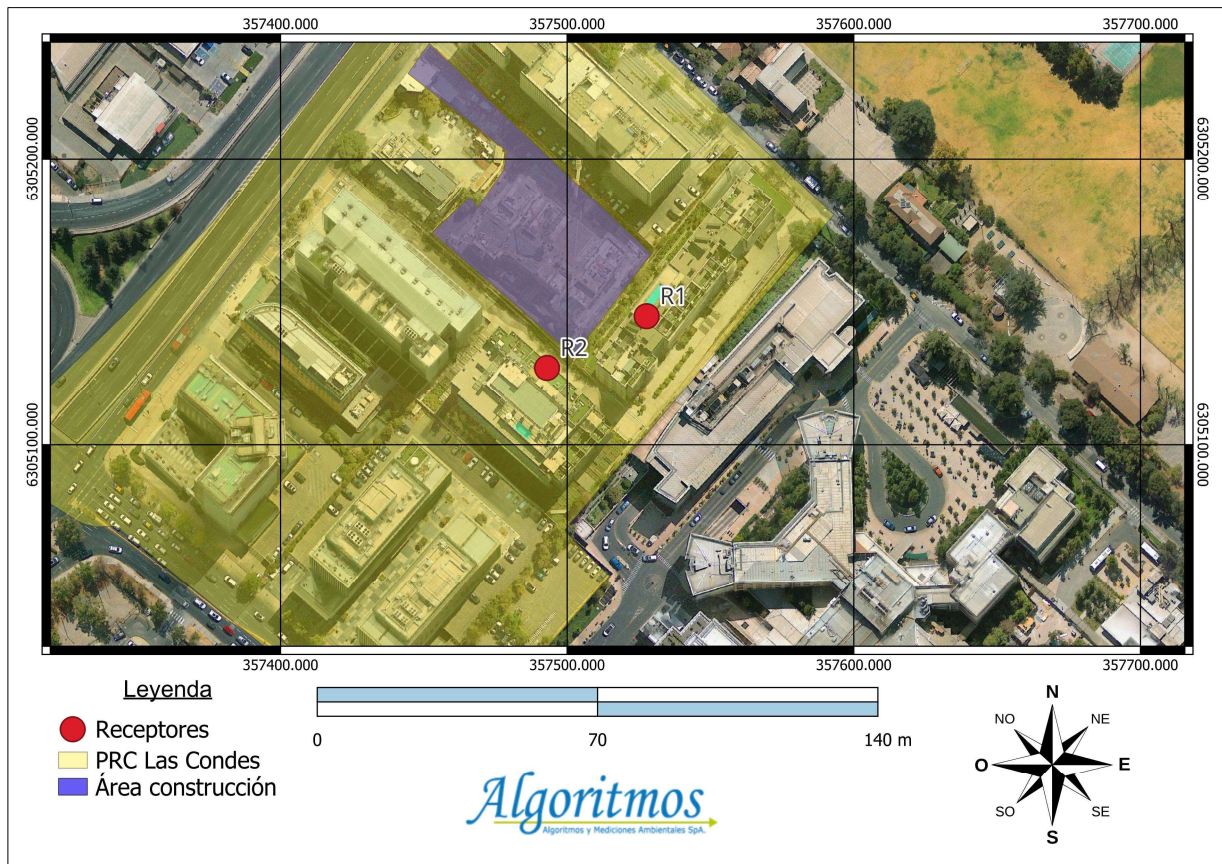 357400.000 357500.000 357600.000 357700.000
6305200.000 6305200.000
R1
R2
6305100.000 6305100.000
357400.000 357500.000 357600.000 357700.000
Leyenda
Receptores
PRC Las Condes
Área construcción
0 70 140 m
Algoritmos
Algoritmos y Mediciones Ambientales SpA.
N
NO NE
O E
SO SE
S